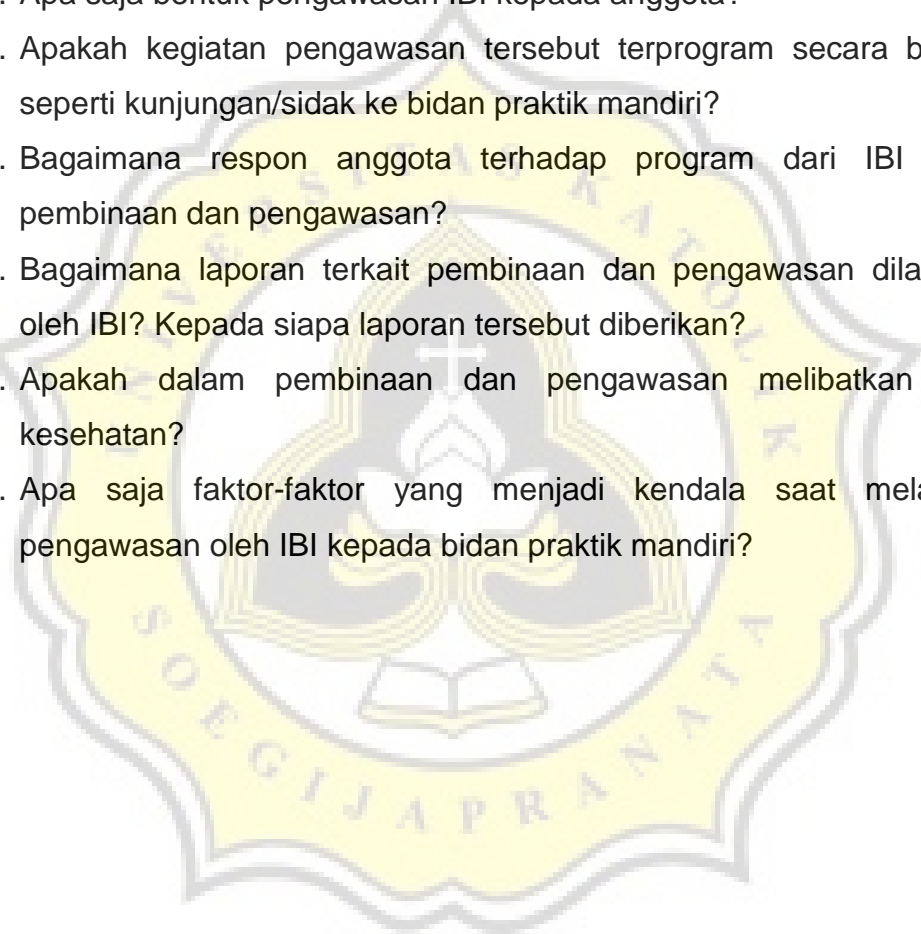 . Apa saja bentuk pengawasan IBI kepada anggota?
. Apakah kegiatan pengawasan tersebut terprogram secara b
seperti kunjungan/sidak ke bidan praktik mandiri?
. Bagaimana respon anggota terhadap program dari IBI
pembinaan dan pengawasan?
. Bagaimana laporan terkait pembinaan dan pengawasan dila
oleh IBI? Kepada siapa laporan tersebut diberikan?
. Apakah dalam pembinaan dan pengawasan melibatkan
kesehatan?
. Apa saja faktor-faktor yang menjadi kendala saat mela
pengawasan oleh IBI kepada bidan praktik mandiri?
UNIVERSITAS KATOLIK
SOEGIJAPRANATA